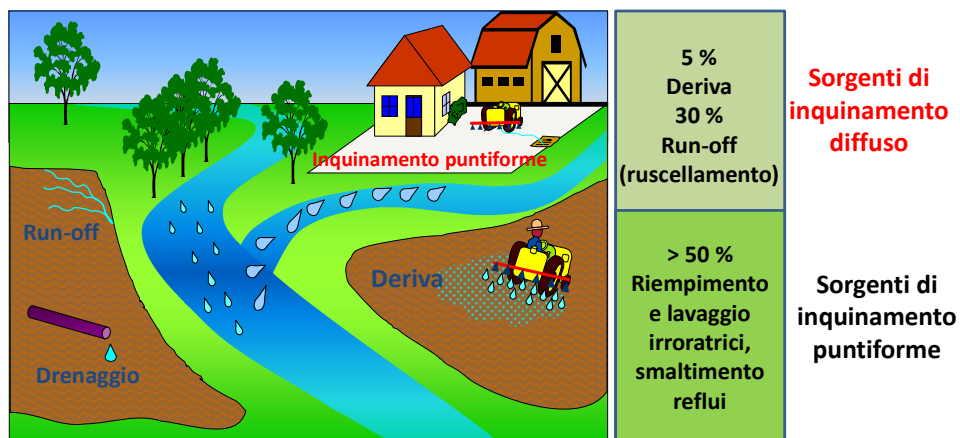 Inquinamento puntiforme
Run-off
Deriva
Drenaggio
5 %
Deriva
30 %
Run-off
(ruscellamento)
Sorgenti di
inquinamento
diffuso
> 50 %
Riempimento
e lavaggio
irroratrici,
smaltimento
reflui
Sorgenti di
inquinamento
puntiforme